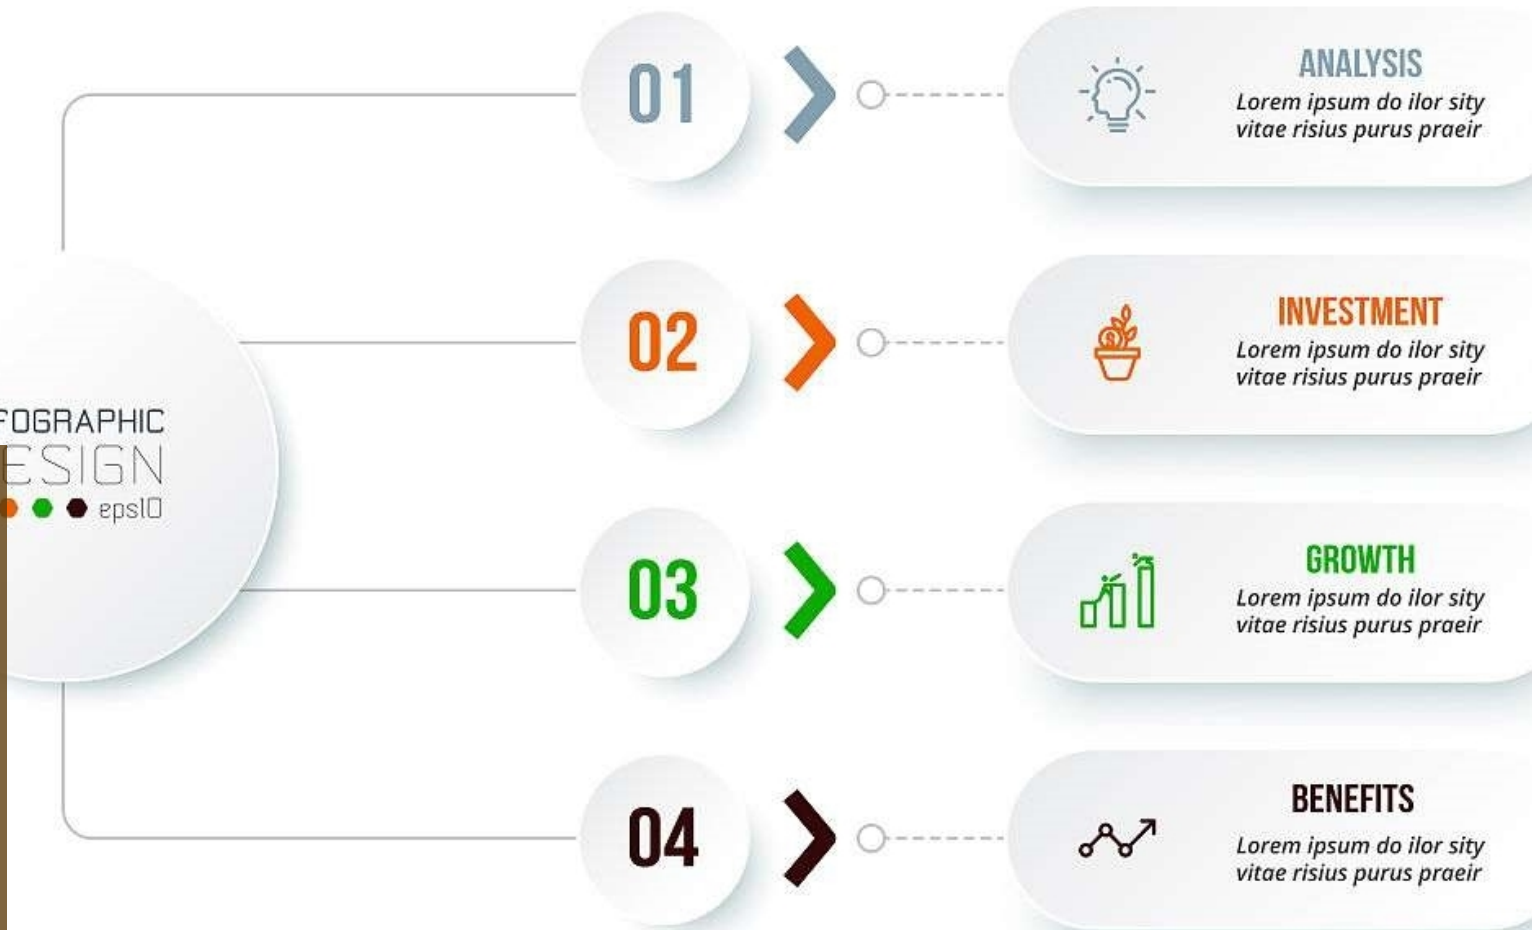 FOGRAPHIC
ESIGN
eps10
01
ANALYSIS
Lorem ipsum do ilor sity
vitae risius purus praeir
02
INVESTMENT
Lorem ipsum do ilor sity
vitae risius purus praeir
03
GROWTH
Lorem ipsum do ilor sity
vitae risius purus praeir
04
BENEFITS
Lorem ipsum do ilor sity
vitae risius purus praeir